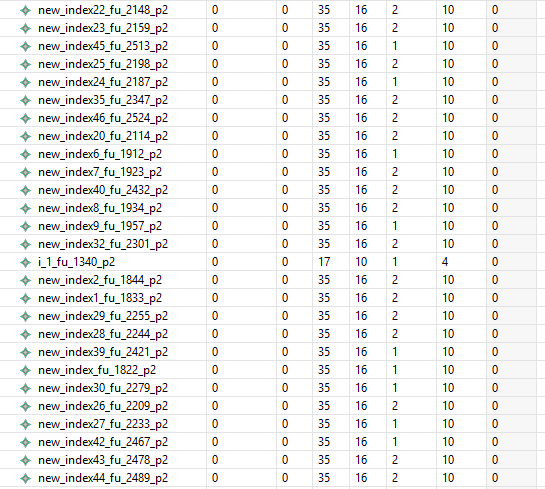 new_index22_fu_2148_p2 0 0 35 16 2 10 0
new_index23_fu_2159_p2 0 0 35 16 2 10 0
new_index45_fu_2513_p2 0 0 35 16 1 10 0
new_index25_fu_2198_p2 0 0 35 16 2 10 0
new_index24_fu_2187_p2 0 0 35 16 1 10 0
new_index35_fu_2347_p2 0 0 35 16 2 10 0
new_index46_fu_2524_p2 0 0 35 16 2 10 0
new_index20_fu_2114_p2 0 0 35 16 2 10 0
new_index6_fu_1912_p2 0 0 35 16 1 10 0
new_index7_fu_1923_p2 0 0 35 16 2 10 0
new_index40_fu_2432_p2 0 0 35 16 2 10 0
new_index8_fu_1934_p2 0 0 35 16 2 10 0
new_index9_fu_1957_p2 0 0 35 16 1 10 0
new_index32_fu_2301_p2 0 0 35 16 2 10 0
i_1_fu_1340_p2 0 0 17 10 1 4 0
new_index2_fu_1844_p2 0 0 35 16 2 10 0
new_index1_fu_1833_p2 0 0 35 16 2 10 0
new_index29_fu_2255_p2 0 0 35 16 2 10 0
new_index28_fu_2244_p2 0 0 35 16 2 10 0
new_index39_fu_2421_p2 0 0 35 16 1 10 0
new_index_fu_1822_p2 0 0 35 16 1 10 0
new_index30_fu_2279_p2 0 0 35 16 1 10 0
new_index26_fu_2209_p2 0 0 35 16 2 10 0
new_index27_fu_2233_p2 0 0 35 16 1 10 0
new_index42_fu_2467_p2 0 0 35 16 1 10 0
new_index43_fu_2478_p2 0 0 35 16 2 10 0
new_index44_fu_2489_p2 0 0 35 16 2 10 0